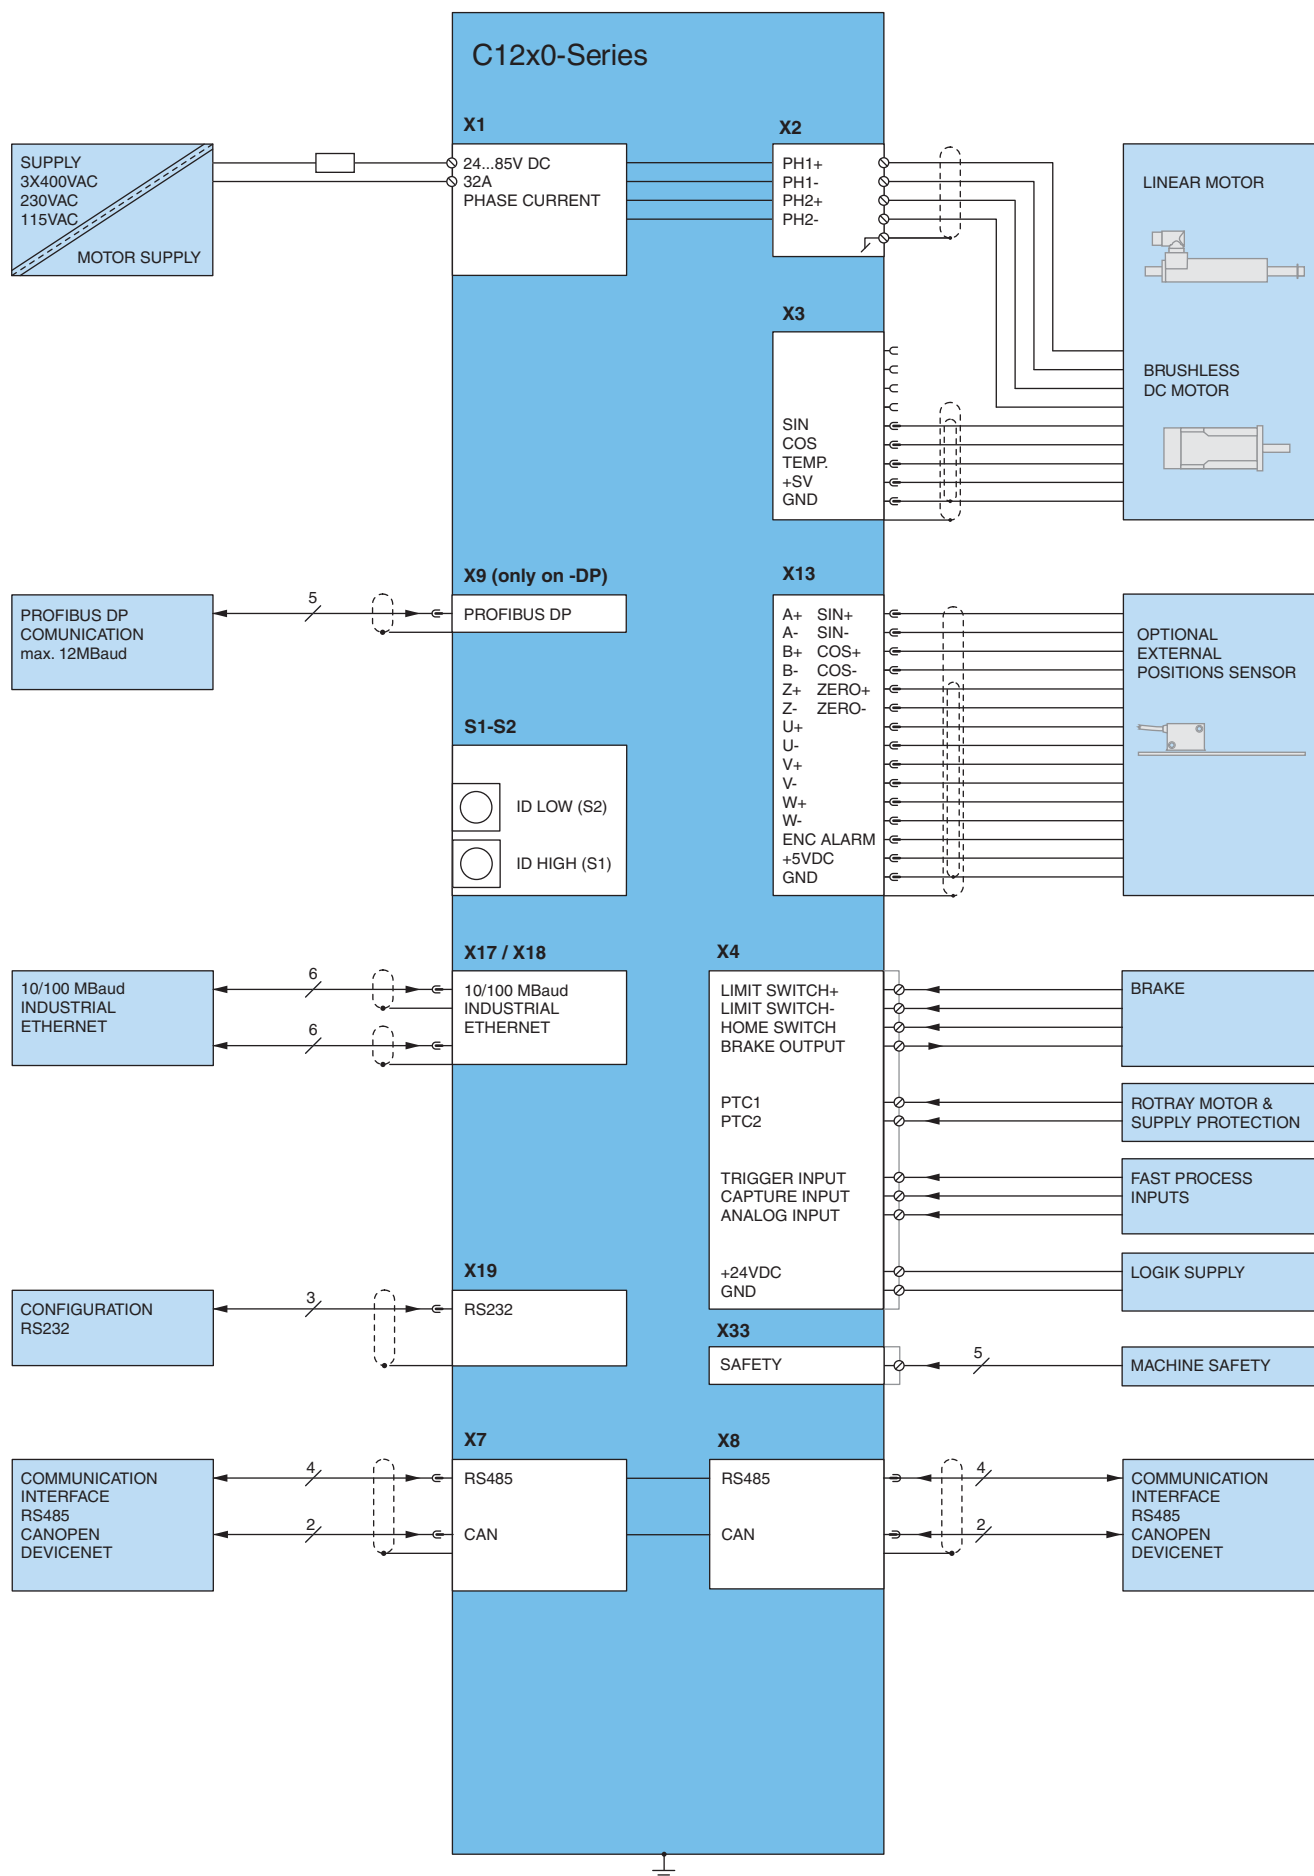 C12x0-Series
X1
X2
SUPPLY
3X400VAC
230VAC
115VAC
MOTOR SUPPLY
24...85V DC
32A
PHASE CURRENT
PH1+
PH1-
PH2+
PH2-
LINEAR MOTOR
BRUSHLESS
DC MOTOR
X3
SIN
COS
TEMP.
+SV
GND
X9 (only on -DP)
PROFIBUS DP
COMUNICATION
max. 12MBaud
5
PROFIBUS DP
X13
A+ SIN+
A- SIN-
B+ COS+
B- COS-
Z+ ZERO+
Z- ZERO-
U+
U-
V+
V-
W+
W-
ENC ALARM
+5VDC
GND
OPTIONAL
EXTERNAL
POSITIONS SENSOR
S1-S2
ID LOW (S2)
ID HIGH (S1)
X17 / X18
10/100 MBaud
INDUSTRIAL
ETHERNET
6
6
10/100 MBaud
INDUSTRIAL
ETHERNET
X4
LIMIT SWITCH+
LIMIT SWITCH-
HOME SWITCH
BRAKE OUTPUT
PTC1
PTC2
TRIGGER INPUT
CAPTURE INPUT
ANALOG INPUT
+24VDC
GND
BRAKE
ROTRAY MOTOR &
SUPPLY PROTECTION
FAST PROCESS
INPUTS
LOGIK SUPPLY
X19
CONFIGURATION
RS232
3
RS232
X33
SAFETY
5
MACHINE SAFETY
X7
COMMUNICATION
INTERFACE
RS485
CANOPEN
DEVICENET
4
2
RS485
CAN
X8
RS485
CAN
4
2
COMMUNICATION
INTERFACE
RS485
CANOPEN
DEVICENET